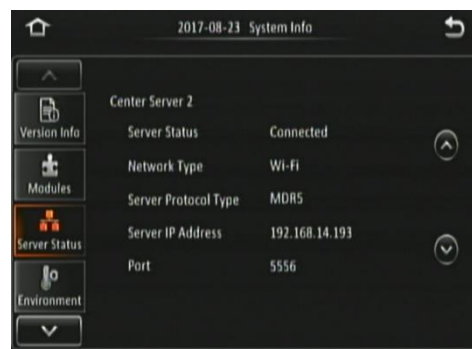 2017-08-23 System Info
Version Info
Modules
Server Status
Environment
Center Server 2
Server Status Connected
Network Type Wi-Fi
Server Protocol Type MDR5
Server IP Address 192.168.14.193
Port 5556